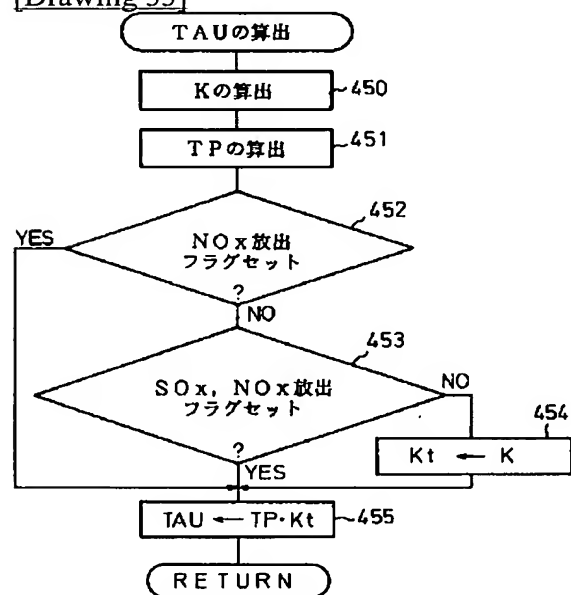 [Drawing 35]
TAUの算出
Kの算出
450
TPの算出
451
452
YES
NOx放出
フラグセット
?
NO
453
SOx, NOx放出
フラグセット
?
NO
454
Kt ← K
YES
TAU ← TP·Kt
455
RETURN